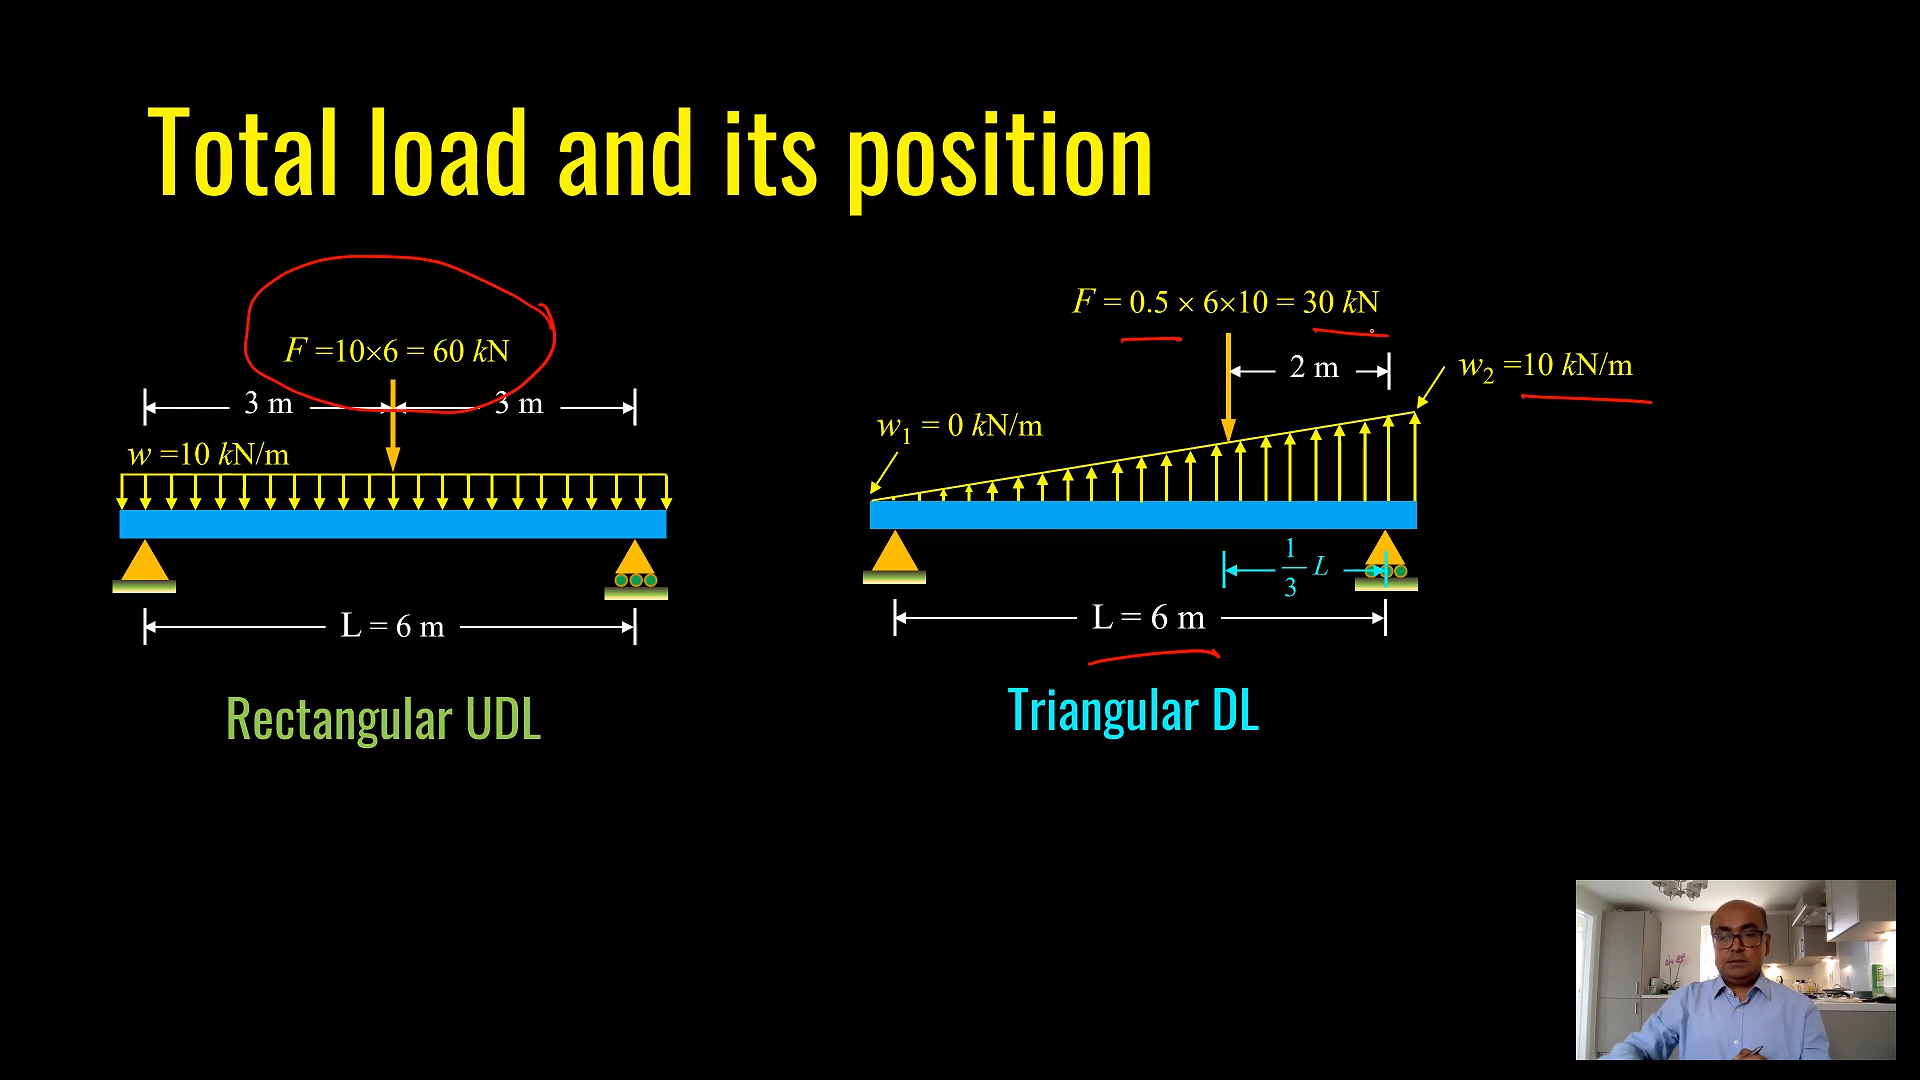 Total load and its position
F =10×6 = 60 kN
3 m
3 m
w =10 kN/m
L = 6 m
Rectangular UDL
F = 0.5 × 6×10 = 30 kN
2 m
w2 =10 kN/m
w1 = 0 kN/m
1/3 L
L = 6 m
Triangular DL